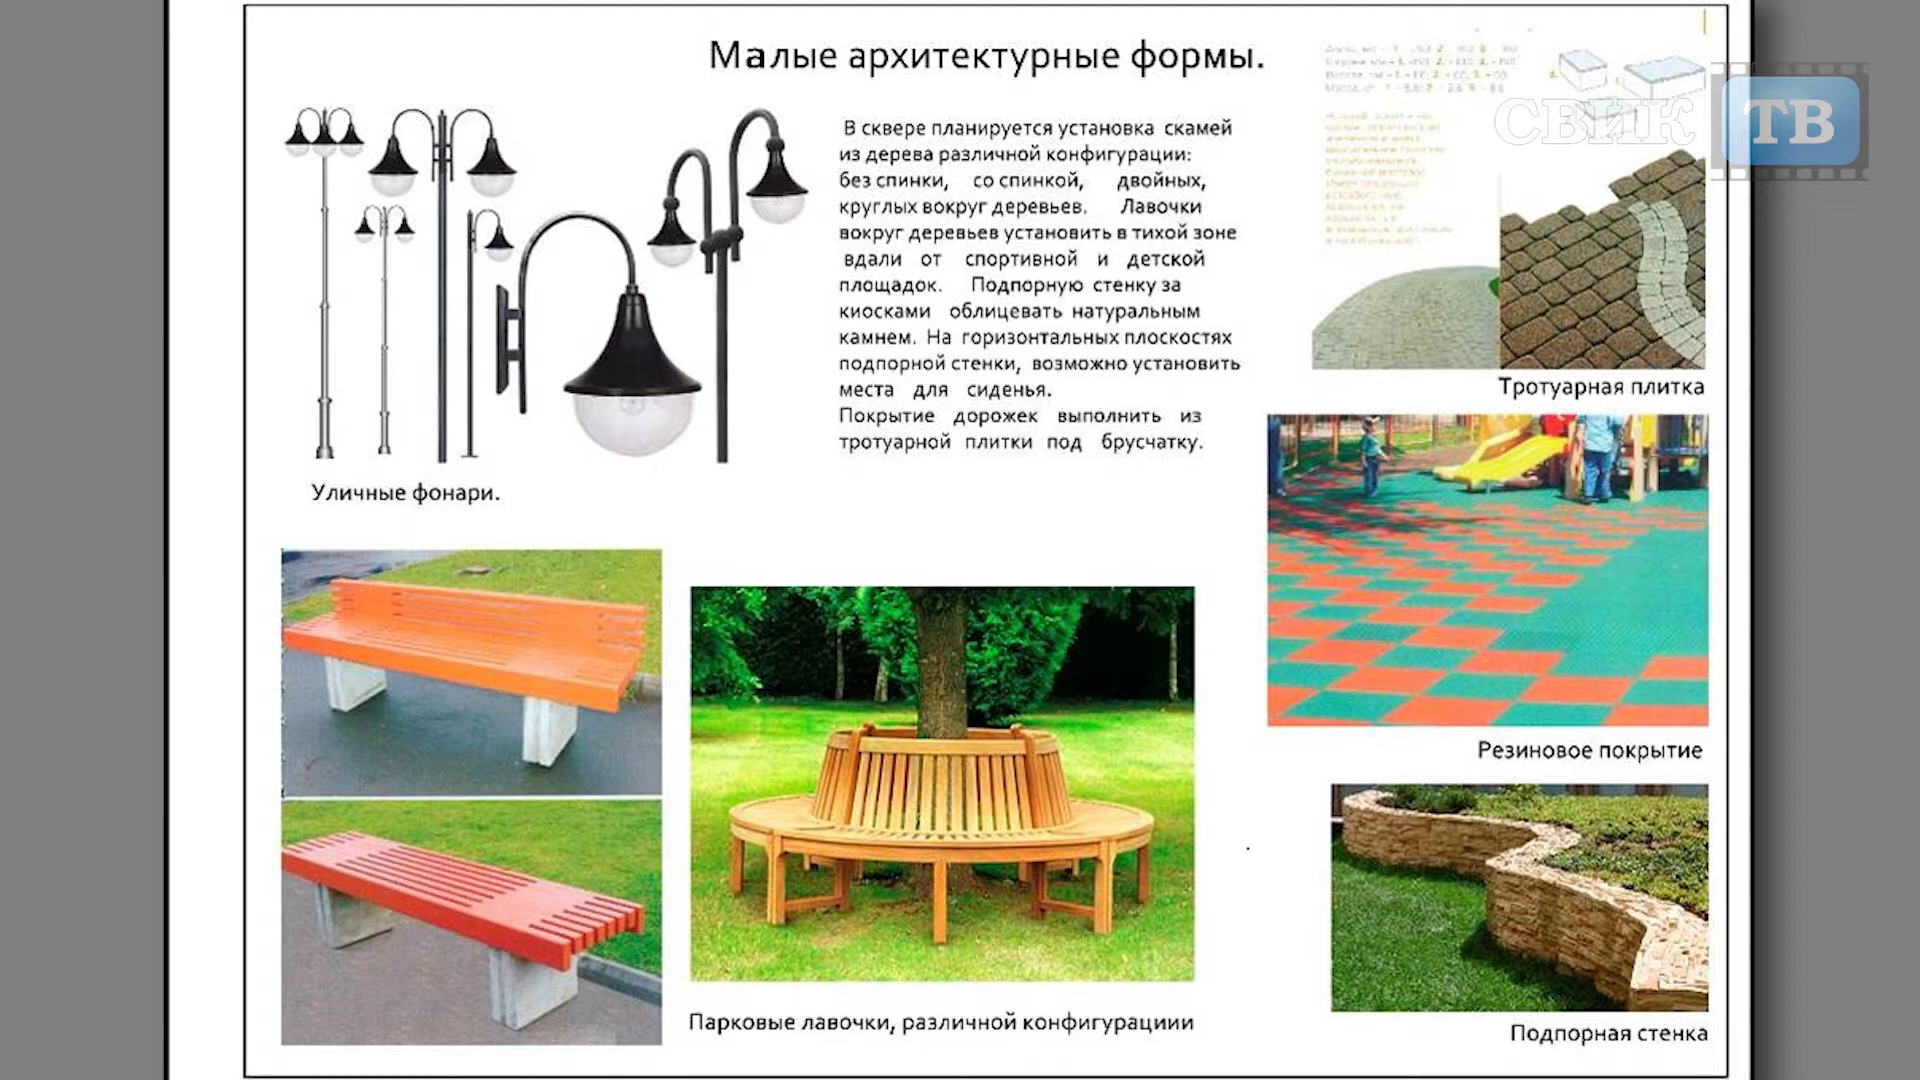 Малые архитектурные формы.
СВИК ТВ
В сквере планируется установка скамей
из дерева различной конфигурации:
без спинки, со спинкой, двойных,
круглых вокруг деревьев. Лавочки
вокруг деревьев установить в тихой зоне
вдали от спортивной и детской
площадок. Подпорную стенку за
киосками облицевать натуральным
камнем. На горизонтальных плоскостях
подпорной стенки, возможно установить
места для сиденья.
Покрытие дорожек выполнить из
тротуарной плитки под брусчатку.
Тротуарная плитка
Уличные фонари.
Резиновое покрытие
Парковые лавочки, различной конфигурациии
Подпорная стенка